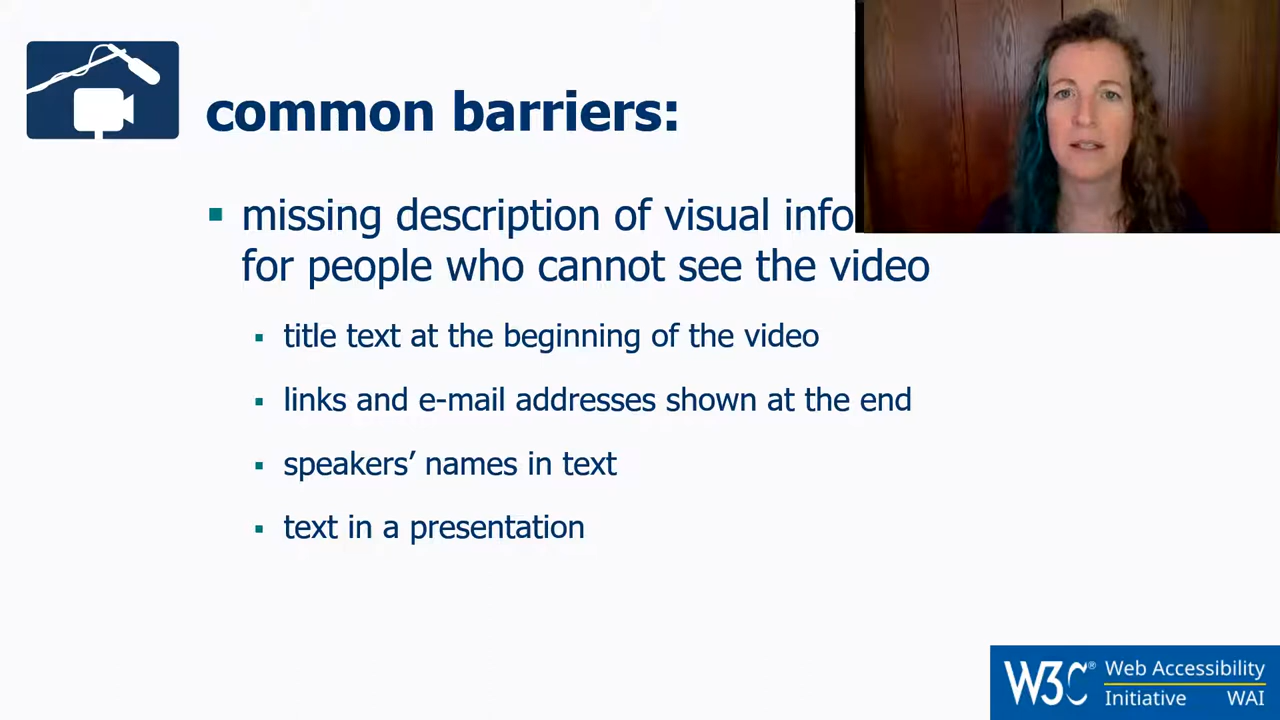 common barriers:
▪ missing description of visual info
for people who cannot see the video
▪ title text at the beginning of the video
▪ links and e-mail addresses shown at the end
▪ speakers’ names in text
▪ text in a presentation
W3C® Web Accessibility
Initiative WAI